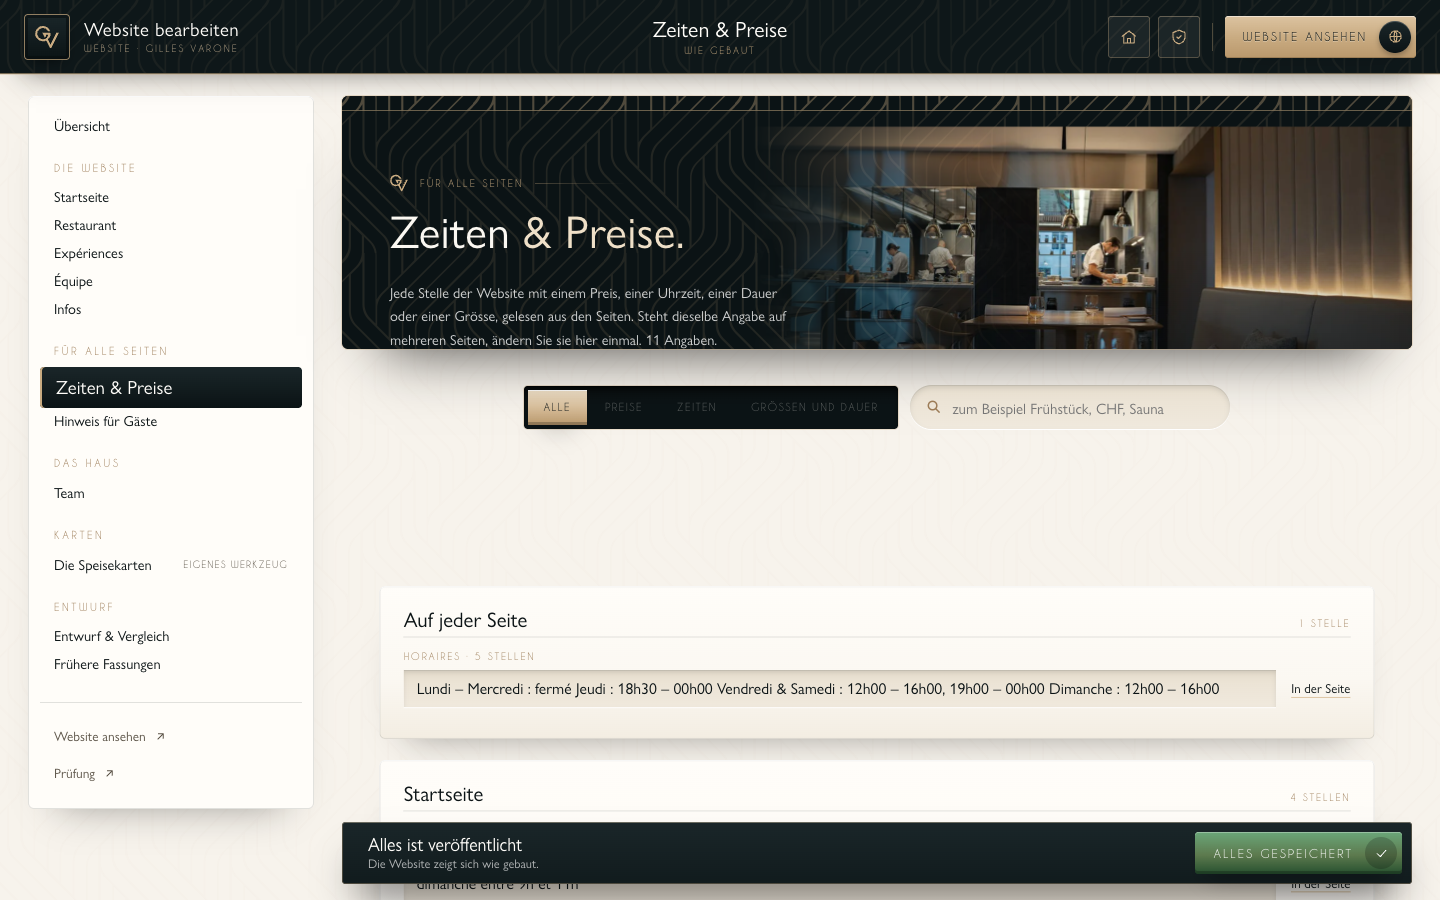 Website bearbeiten
WEBSITE · GILLES VARONE
Zeiten & Preise
WIE GEBAUT
WEBSITE ANSEHEN
Übersicht
DIE WEBSITE
Startseite
Restaurant
Expériences
Équipe
Infos
FÜR ALLE SEITEN
Zeiten & Preise
Hinweis für Gäste
DAS HAUS
Team
KARTEN
Die Speisekarten EIGENES WERKZEUG
ENTWURF
Entwurf & Vergleich
Frühere Fassungen
Website ansehen
Prüfung
FÜR ALLE SEITEN
Zeiten & Preise.
Jede Stelle der Website mit einem Preis, einer Uhrzeit, einer Dauer
oder einer Grösse, gelesen aus den Seiten. Steht dieselbe Angabe auf
mehreren Seiten, ändern Sie sie hier einmal. 11 Angaben.
ALLE PREISE ZEITEN GRÖSSEN UND DAUER
zum Beispiel Frühstück, CHF, Sauna
Auf jeder Seite
1 STELLE
HORAIRES · 5 STELLEN
Lundi – Mercredi : fermé Jeudi : 18h30 – 00h00 Vendredi & Samedi : 12h00 – 16h00, 19h00 – 00h00 Dimanche : 12h00 – 16h00
In der Seite
Startseite
4 STELLEN
Alles ist veröffentlicht
Die Website zeigt sich wie gebaut.
ALLES GESPEICHERT
dimanche entre
In der Seite